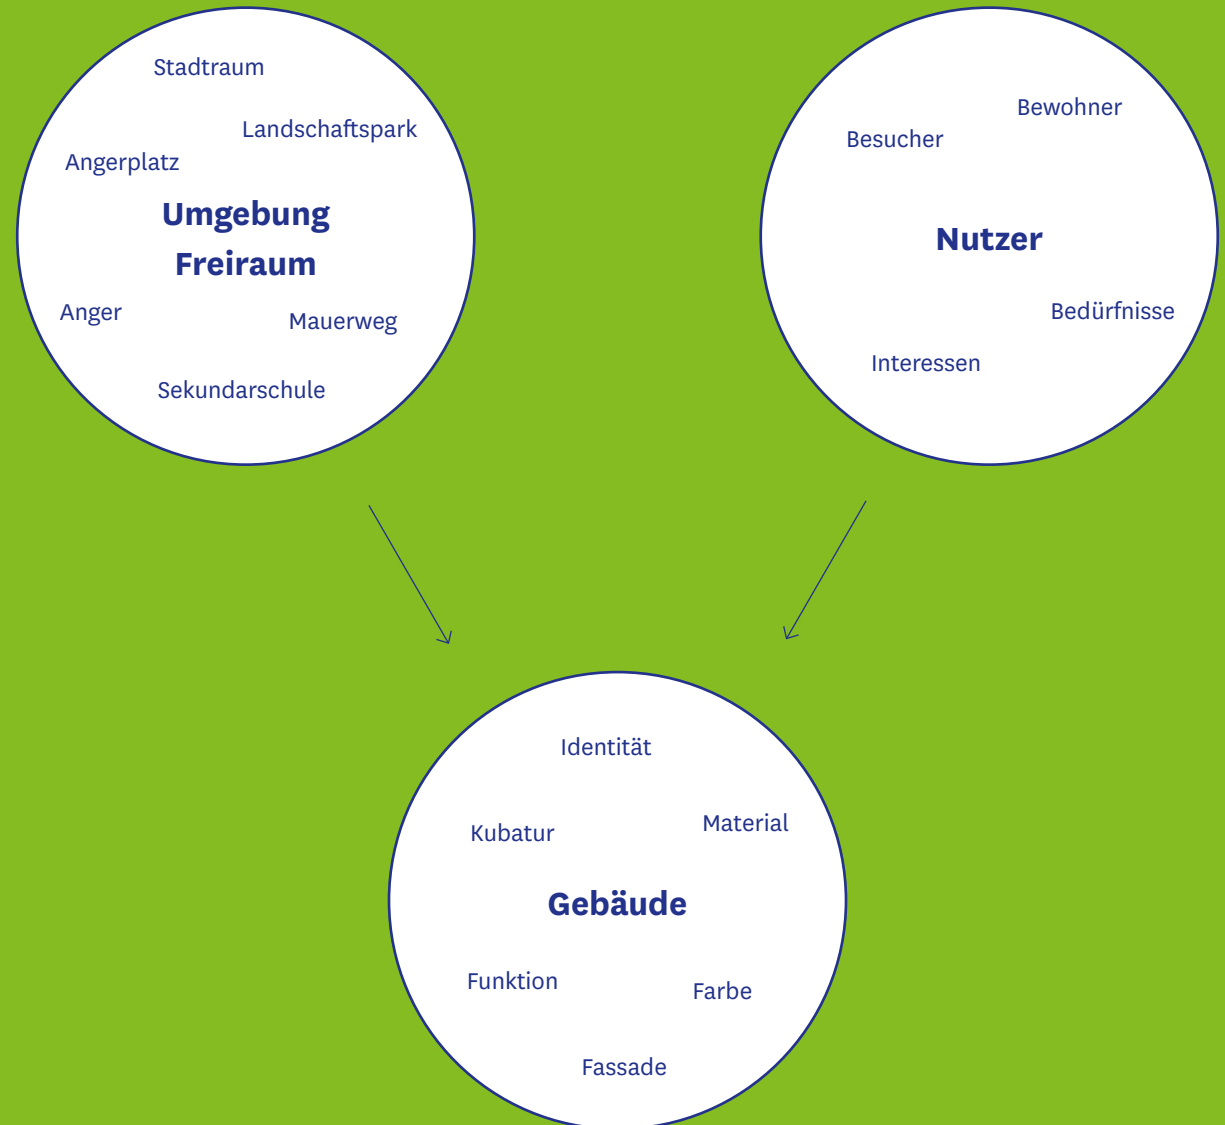 Stadtraum
Landschaftspark
Angerplatz
Umgebung
Freiraum
Anger
Mauerweg
Sekundarschule
Bewohner
Besucher
Nutzer
Bedürfnisse
Interessen
Identität
Material
Kubatur
Gebäude
Funktion
Farbe
Fassade